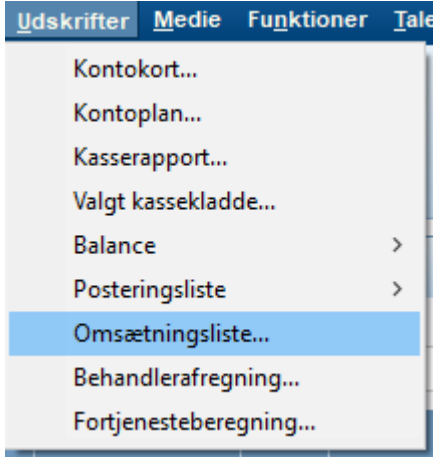 Udskrifter Medie Funktioner Tale
Kontokort...
Kontoplan...
Kasserapport...
Valgt kassekladde...
Balance
Posteringsliste
Omsætningsliste...
Behandlerafregning...
Fortjenesteberegning...